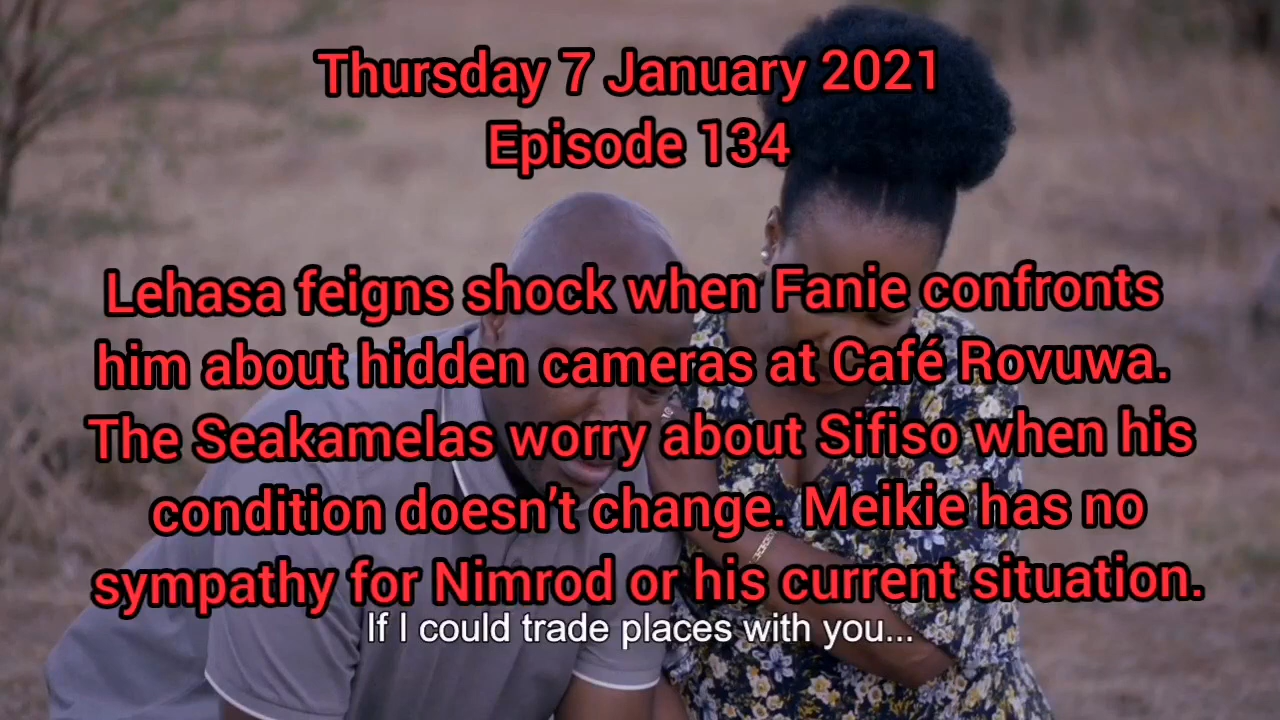 Thursday 7 January 2021
Episode 134
Lehasa feigns shock when Fanie confronts
him about hidden cameras at Café Rovuwa.
The Seakamelas worry about Sifiso when his
condition doesn’t change. Meikie has no
sympathy for Nimrod or his current situation.
If I could trade places with you...